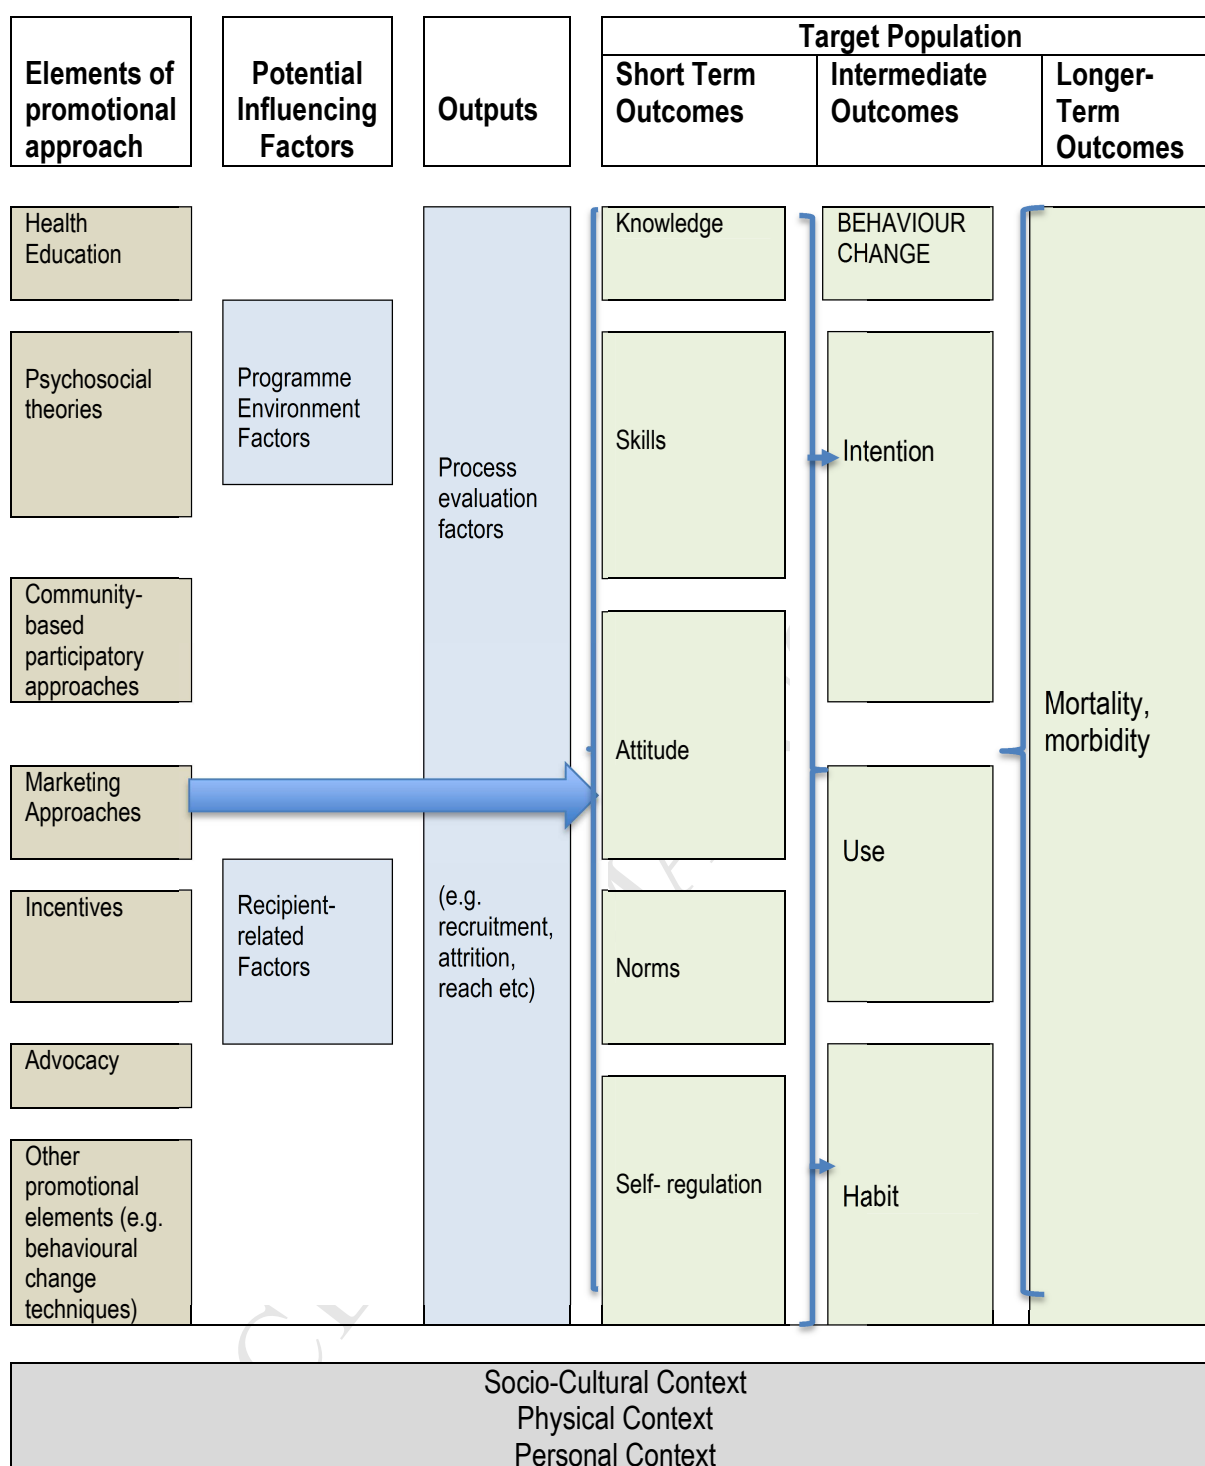 Elements of
promotional
approach
Potential
Influencing
Factors
Outputs
Target Population
Short Term
Outcomes
Intermediate
Outcomes
Longer-
Term
Outcomes
Health
Education
Psychosocial
theories
Community-
based
participatory
approaches
Marketing
Approaches
Incentives
Advocacy
Other
promotional
elements (e.g.
behavioural
change
techniques)
Programme
Environment
Factors
Recipient-
related
Factors
Process
evaluation
factors
(e.g.
recruitment,
attrition,
reach etc)
Knowledge
Skills
Attitude
Norms
Self- regulation
BEHAVIOUR
CHANGE
Intention
Use
Habit
Mortality,
morbidity
Socio-Cultural Context
Physical Context
Personal Context